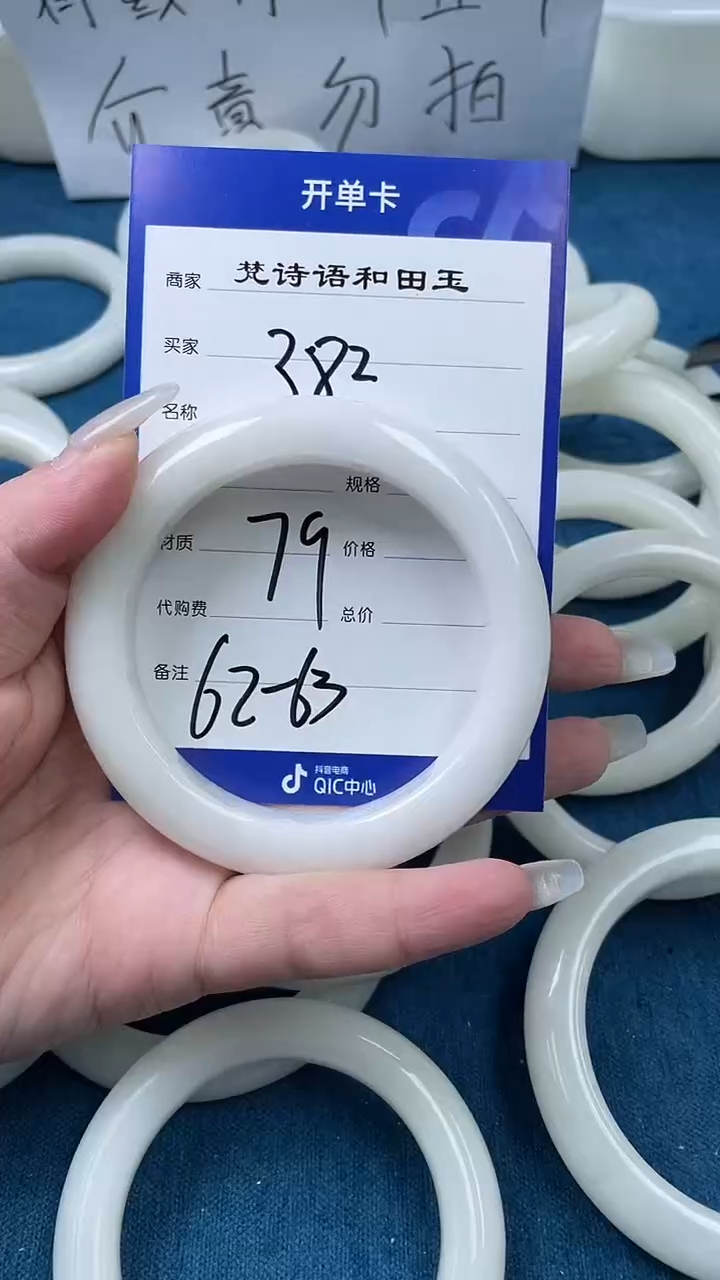 介意勿拍
开单卡
商家 梵诗语和田玉
买家 382
名称
规格
材质 79 价格
代购费 总价
备注 62-63
抖音电商
QIC中心